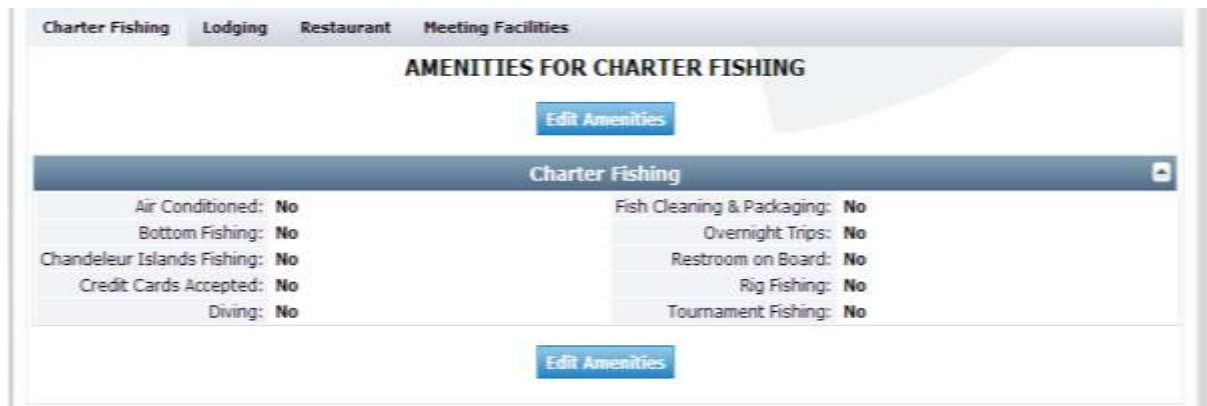 Charter Fishing Lodging Restaurant Meeting Facilities
AMENITIES FOR CHARTER FISHING
Edit Amenities
Charter Fishing
Air Conditioned: No Fish Cleaning & Packaging: No
Bottom Fishing: No Overnight Trips: No
Chandeleur Islands Fishing: No Restroom on Board: No
Credit Cards Accepted: No Rig Fishing: No
Diving: No Tournament Fishing: No
Edit Amenities